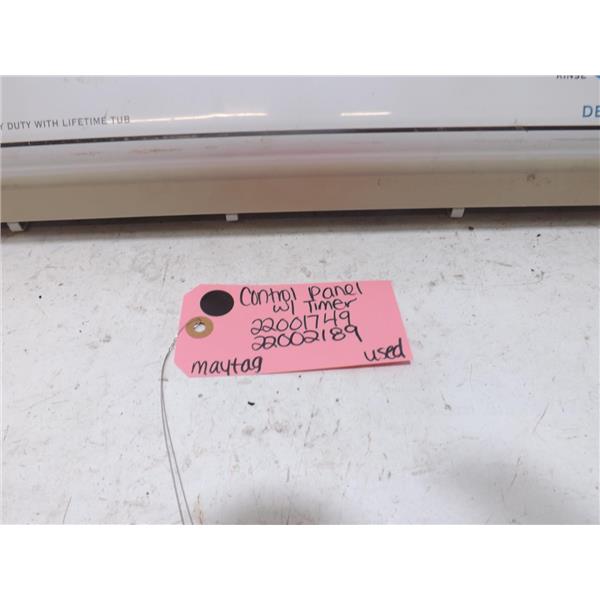 RINSE
DE
Y DUTY WITH LIFETIME TUB
Control Panel
w/ Timer
22001749
22002189
maytag used